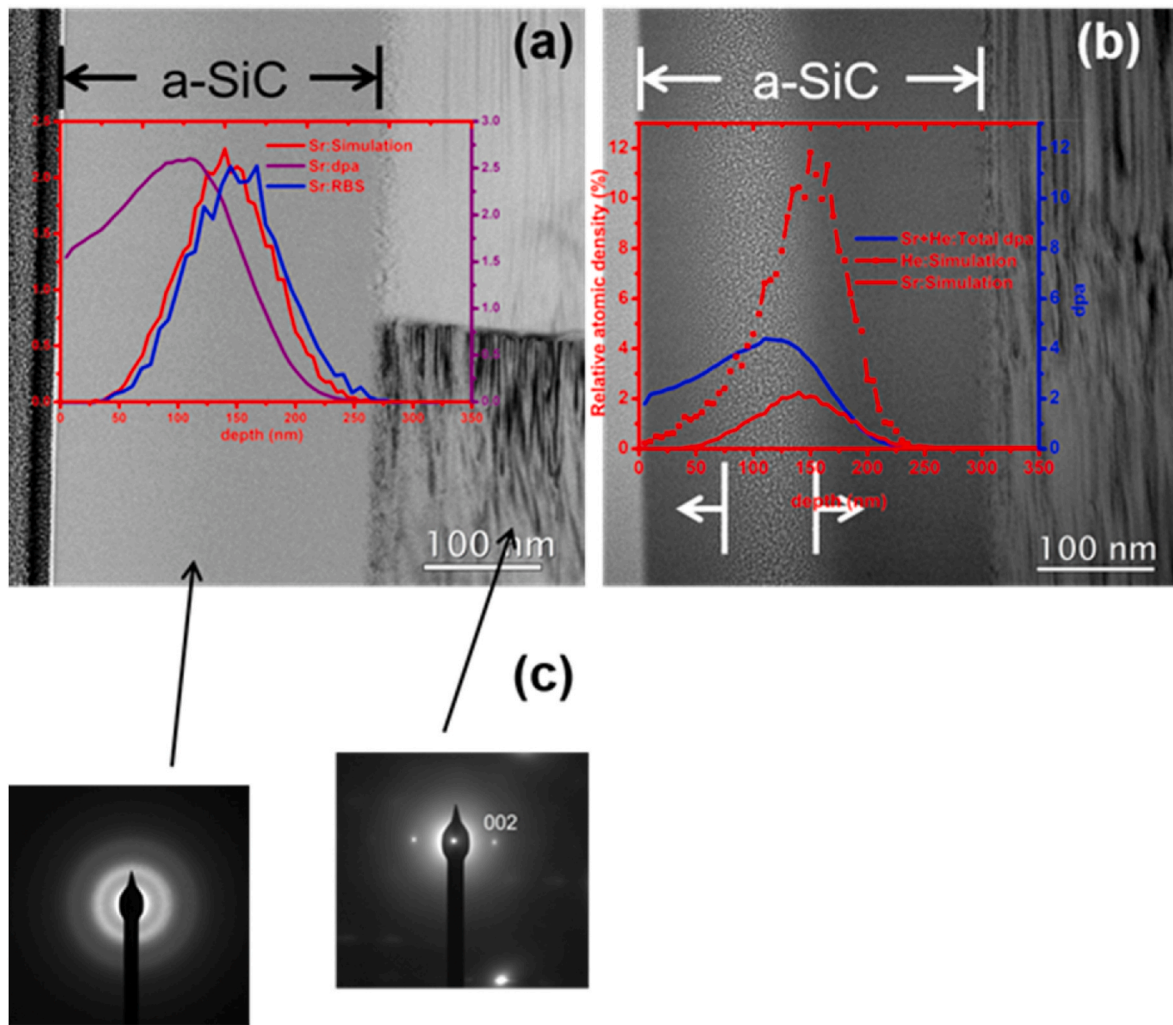 (a)
a-SiC
2.5
2.0
1.5
1.0
0.5
0.0
3.0
2.5
2.0
1.5
1.0
0.5
0.0
Sr:Simulation
Sr:dpa
Sr:RBS
0 50 100 150 200 250 300 350
depth (nm)
100 nm
(b)
a-SiC
Relative atomic density (%)
12
10
8
6
4
2
0
12
10
8
6
4
2
0
dpa
Sr+He:Total dpa
He:Simulation
Sr:Simulation
0 50 100 150 200 250 300 350
depth (nm)
100 nm
(c)
002